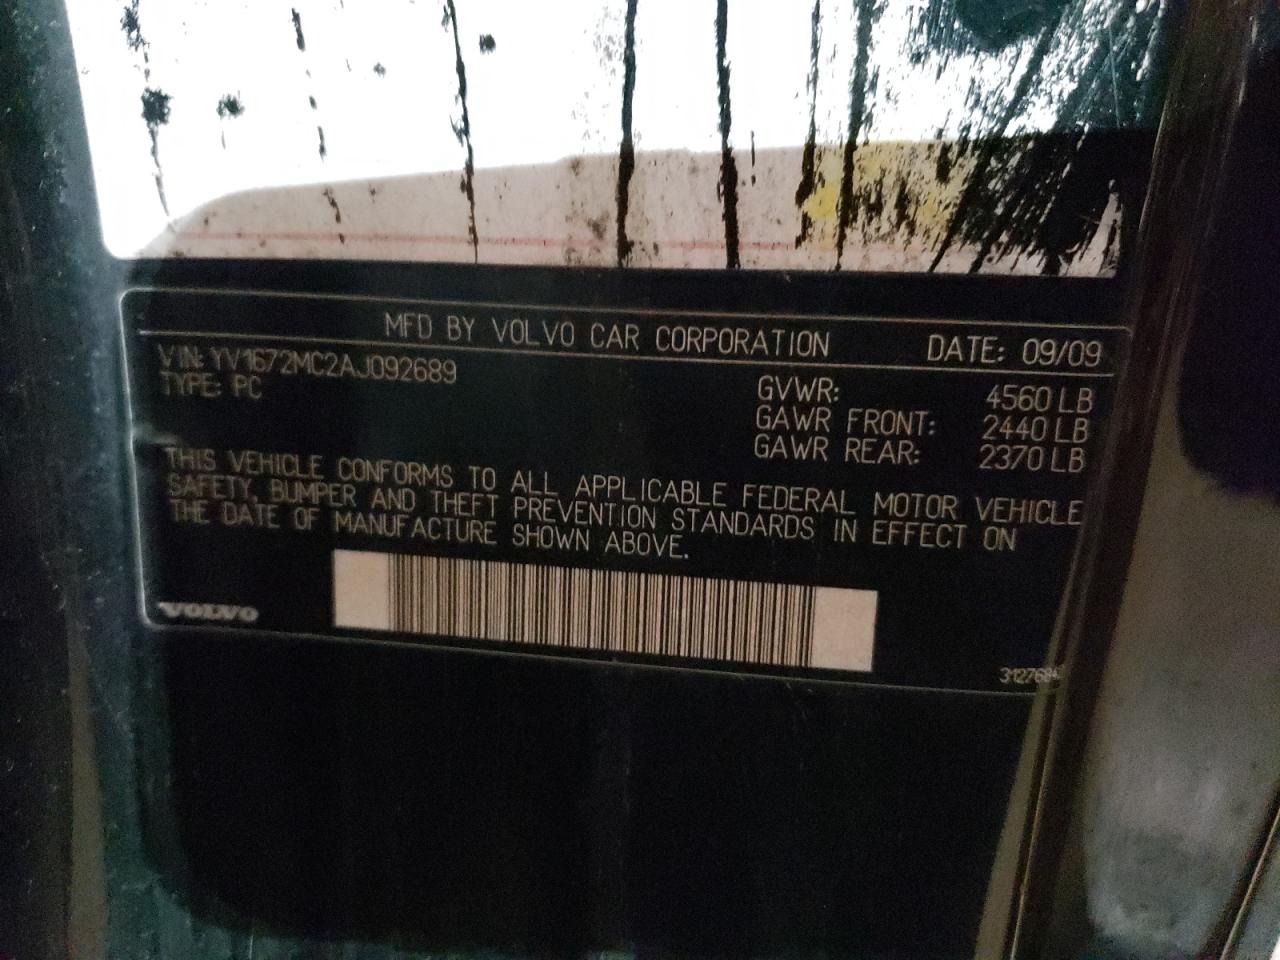 MFD BY VOLVO CAR CORPORATION DATE: 09/09
VIN: YV1672MC2AJ092689
TYPE: PC
GVWR: 4560 LB
GAWR FRONT: 2440 LB
GAWR REAR: 2370 LB
THIS VEHICLE CONFORMS TO ALL APPLICABLE FEDERAL MOTOR VEHICLE
SAFETY, BUMPER AND THEFT PREVENTION STANDARDS IN EFFECT ON
THE DATE OF MANUFACTURE SHOWN ABOVE.
VOLVO